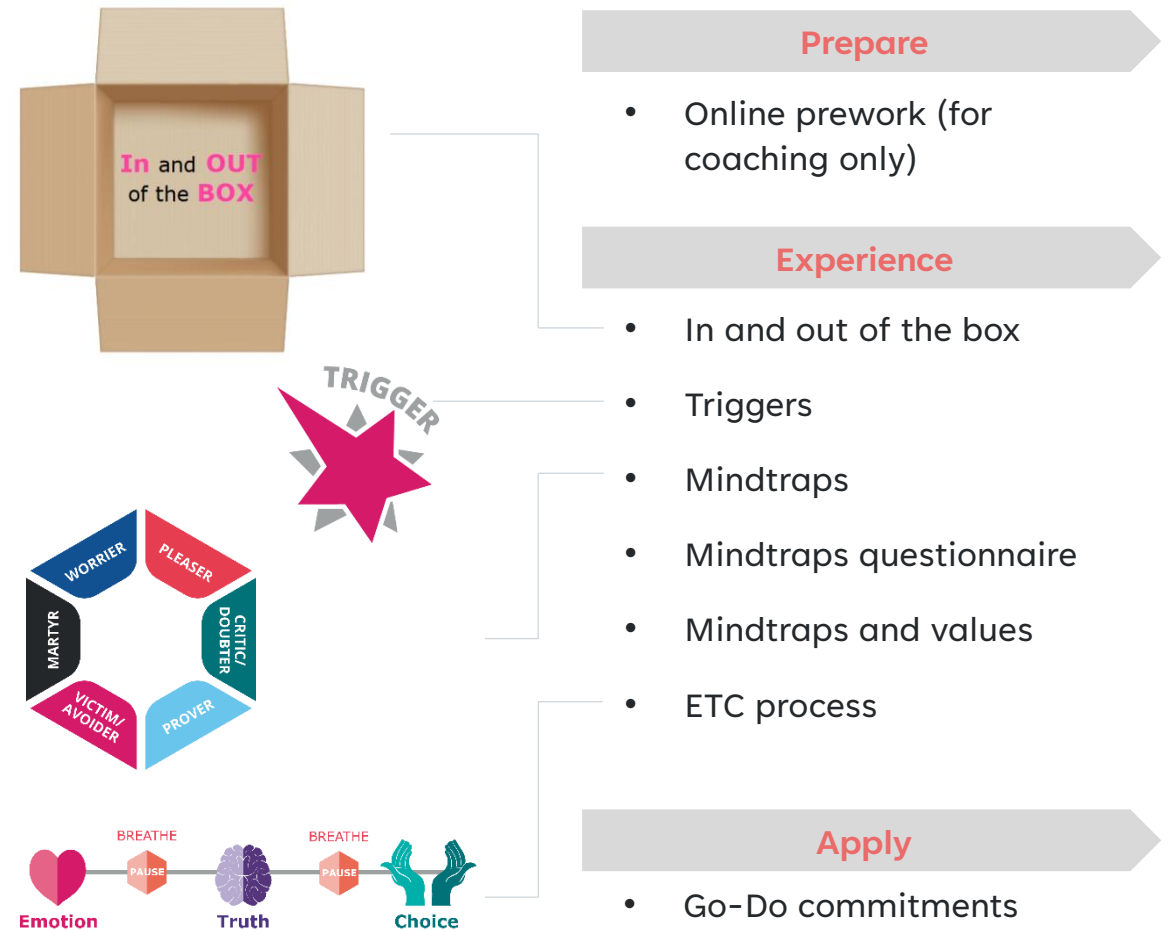 In and OUT
of the BOX
TRIGGER
WORRIER
PLEASER
CRITIC/
DOUBTER
PROVER
VICTIM/
AVOIDER
MARTYR
BREATHE
PAUSE
BREATHE
PAUSE
Emotion
Truth
Choice
Prepare
• Online prework (for
coaching only)
Experience
• In and out of the box
• Triggers
• Mindtraps
• Mindtraps questionnaire
• Mindtraps and values
• ETC process
Apply
• Go-Do commitments